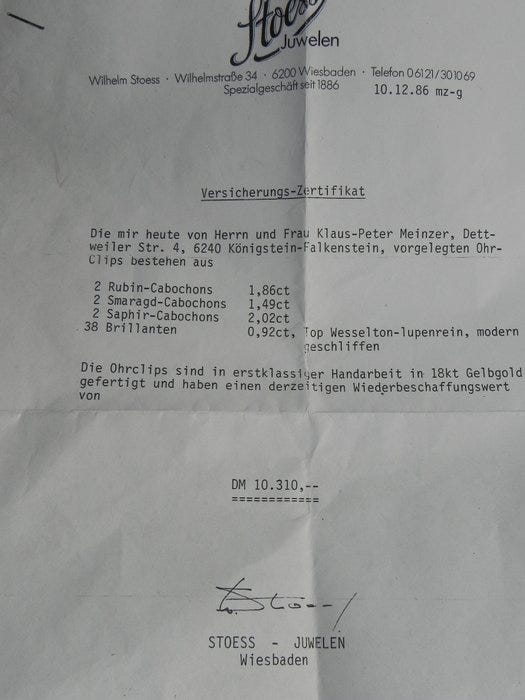 Stoess
Juwelen
Wilhelm Stoess · Wilhelmstraße 34 · 6200 Wiesbaden · Telefon 06121/301069
Spezialgeschäft seit 1886
10.12.86 mz-g
Versicherungs-Zertifikat
Die mir heute von Herrn und Frau Klaus-Peter Meinzer, Dett-
weiler Str. 4, 6240 Königstein-Falkenstein, vorgelegten Ohr-
Clips bestehen aus
2 Rubin-Cabochons 1,86ct
2 Smaragd-Cabochons 1,49ct
2 Saphir-Cabochons 2,02ct
38 Brillanten 0,92ct, Top Wesselton-lupenrein, modern
geschliffen
Die Ohrclips sind in erstklassiger Handarbeit in 18kt Gelbgold
gefertigt und haben einen derzeitigen Wiederbeschaffungswert
von
DM 10.310,--
============
W. Stoess
STOESS - JUWELEN
Wiesbaden